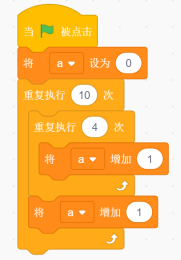 当 被点击
将 a 设为 0
重复执行 10 次
重复执行 4 次
将 a 增加 1
将 a 增加 1